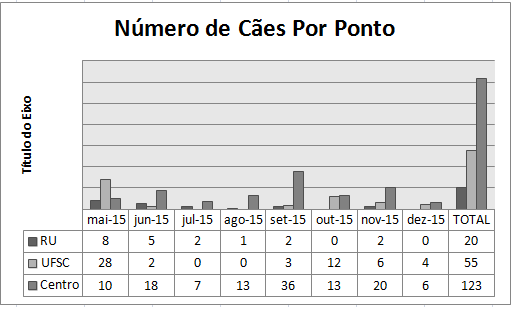 Número de Cães Por Ponto
Título do Eixo
mai-15 jun-15 jul-15 ago-15 set-15 out-15 nov-15 dez-15 TOTAL
RU 8 5 2 1 2 0 2 0 20
UFSC 28 2 0 0 3 12 6 4 55
Centro 10 18 7 13 36 13 20 6 123